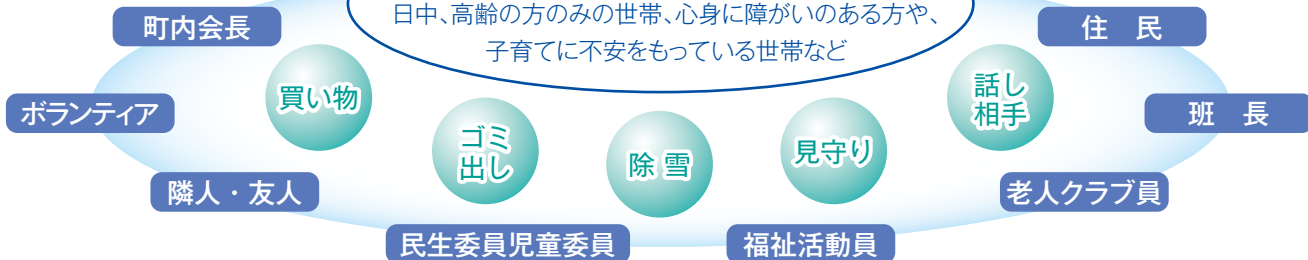 日中、高齢の方のみの世帯、心身に障がいのある方や、
子育てに不安をもっている世帯など
町内会長
住 民
買い物
話し
相手
ボランティア
班 長
ゴミ
出し
除 雪
見守り
隣人・友人
老人クラブ員
民生委員児童委員
福祉活動員